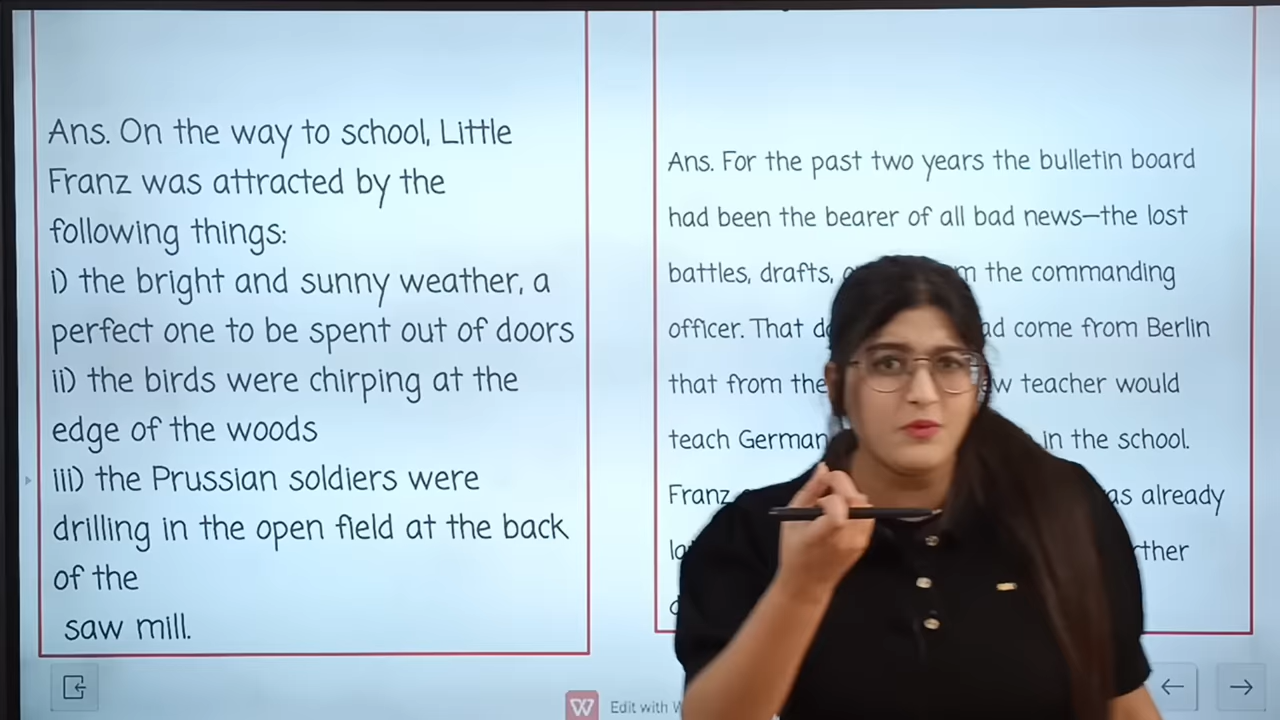 Ans. On the way to school, Little
Franz was attracted by the
following things:
i) the bright and sunny weather, a
perfect one to be spent out of doors
ii) the birds were chirping at the
edge of the woods
iii) the Prussian soldiers were
drilling in the open field at the back
of the
saw mill.
Ans. For the past two years the bulletin board
had been the bearer of all bad news—the lost
battles, drafts, the commanding
officer. That come from Berlin
that from the teacher would
teach German in the school.
Franz already
Edit with